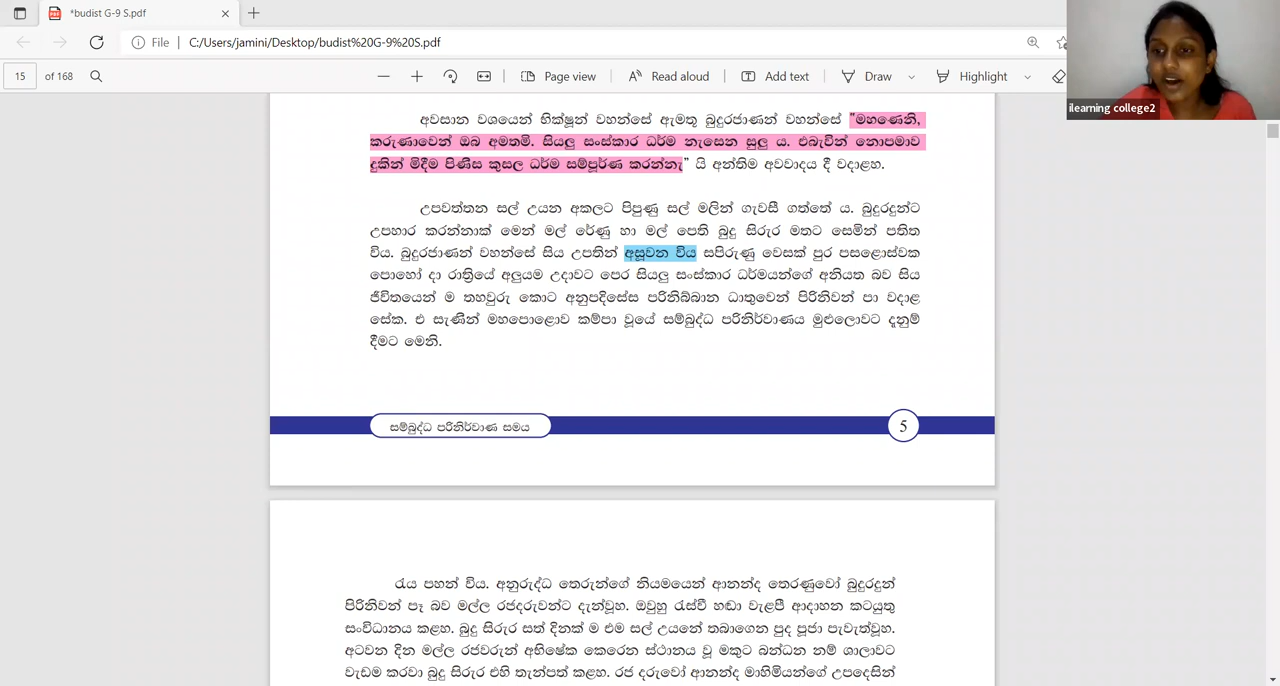 *budist G-9 S.pdf
File | C:/Users/jamini/Desktop/budist%20G-9%20S.pdf
15 of 168
Page view
Read aloud
Add text
Draw
Highlight
ilearning college2
අවසාන වශයෙන් භික්ෂූන් වහන්සේ ඇමතූ බුදුරජාණන් වහන්සේ "මහණෙනි,
කරුණාවෙන් ඔබ අමතමි. සියලු සංස්කාර ධර්ම නැසෙන සුලු ය. එබැවින් නොපමාව
දුකින් මිදීම පිණිස කුසල ධර්ම සම්පූර්ණ කරන්නැ” යි අන්තිම අවවාදය දී වදාළහ.
උපවත්තන සල් උයන අකලට පිපුණු සල් මලින් ගැවසී ගත්තේ ය. බුදුරදුන්ට
උපහාර කරන්නාක් මෙන් මල් රේණු හා මල් පෙති බුදු සිරුර මතට සෙමින් පතිත
විය. බුදුරජාණන් වහන්සේ සිය උපතින් අසූවන විය සපිරුණු වෙසක් පුර පසළොස්වක
පොහෝ දා රාත්‍රියේ අලුයම උදාවට පෙර සියලු සංස්කාර ධර්මයන්ගේ අනියත බව සිය
ජීවිතයෙන් ම තහවුරු කොට අනුපදිසේස පරිනිබ්බාන ධාතුවෙන් පිරිනිවන් පා වදාළ
සේක. එ සැණින් මහපොළොව කම්පා වූයේ සම්බුද්ධ පරිනිර්වාණය මුළුලොවට දැනුම්
දීමට මෙනි.
සම්බුද්ධ පරිනිර්වාණ සමය
5
රැය පහන් විය. අනුරුද්ධ තෙරුන්ගේ නියමයෙන් ආනන්ද තෙරණුවෝ බුදුරදුන්
පිරිනිවන් පෑ බව මල්ල රජදරුවන්ට දැන්වූහ. ඔවුහු රැස්වී හඬා වැළපී ආදාහන කටයුතු
සංවිධානය කළහ. බුදු සිරුර සත් දිනක් ම එම සල් උයනේ තබාගෙන පුද පූජා පැවැත්වූහ.
අටවන දින මල්ල රජවරුන් අභිෂේක කෙරෙන ස්ථානය වූ මකුට බන්ධන නම් ශාලාවට
වැඩම කරවා බුදු සිරුර එහි තැන්පත් කළහ. රජ දරුවෝ ආනන්ද මාහිමියන්ගේ උපදෙසින්